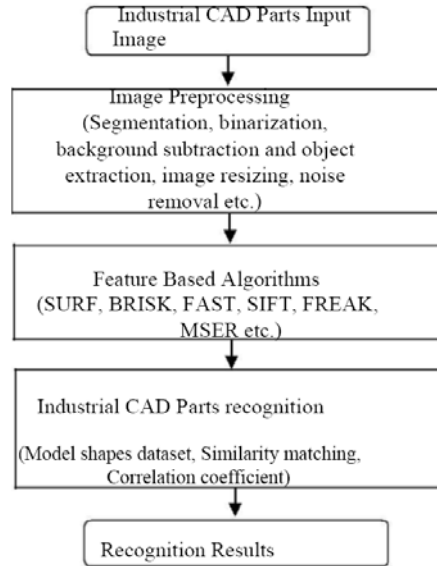 Industrial CAD Parts Input
Image
Image Preprocessing
(Segmentation, binarization,
background subtraction and object
extraction, image resizing, noise
removal etc.)
Feature Based Algorithms
(SURF, BRISK, FAST, SIFT, FREAK,
MSER etc.)
Industrial CAD Parts recognition
(Model shapes dataset, Similarity matching,
Correlation coefficient)
Recognition Results